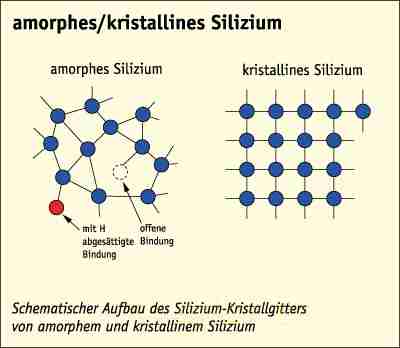 amorphes/kristallines Silizium
amorphes Silizium
kristallines Silizium
mit H
abgesättigte
Bindung
offene
Bindung
Schematischer Aufbau des Silizium-Kristallgitters
von amorphem und kristallinem Silizium